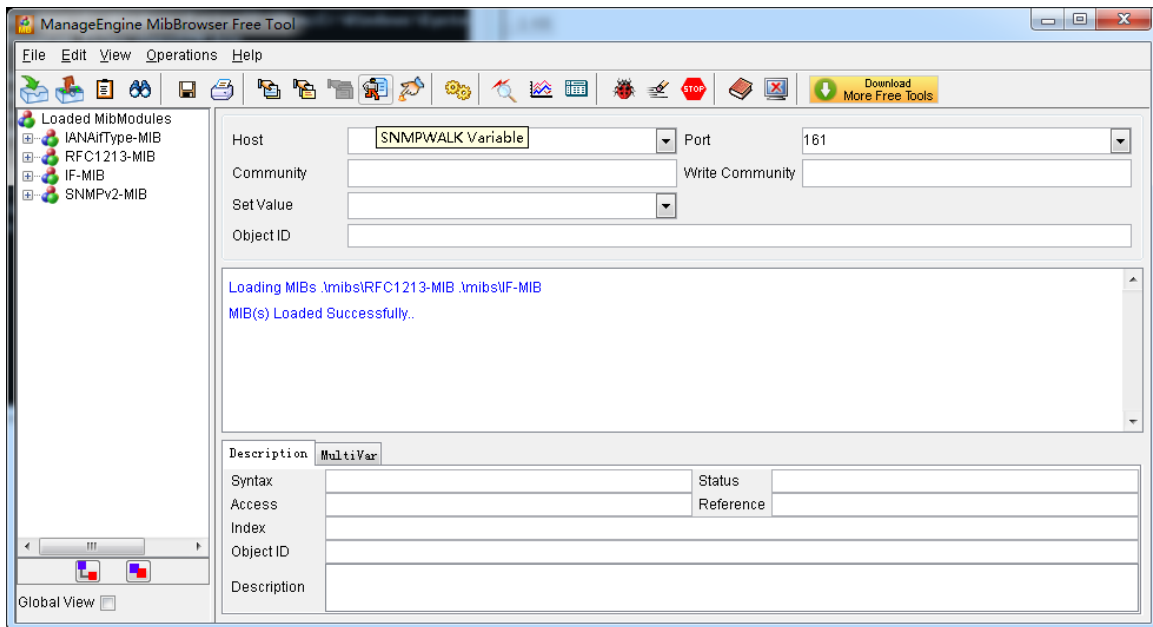 ManageEngine MibBrowser Free Tool
File Edit View Operations Help
STOP
Download
More Free Tools
Loaded MibModules
IANAifType-MIB
RFC1213-MIB
IF-MIB
SNMPv2-MIB
Global View
Host
SNMPWALK Variable
Port
161
Community
Write Community
Set Value
Object ID
Loading MIBs .\mibs\RFC1213-MIB .\mibs\IF-MIB
MIB(s) Loaded Successfully..
Description MultiVar
Syntax
Status
Access
Reference
Index
Object ID
Description